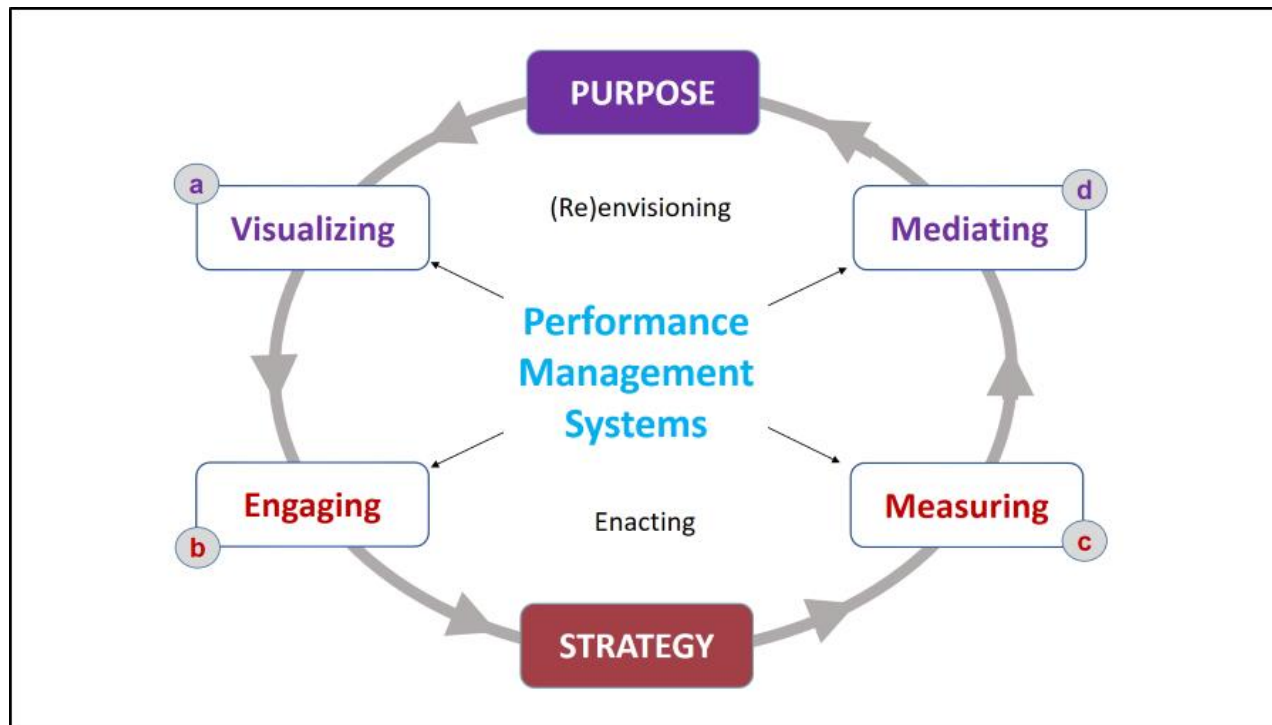 PURPOSE
a
Visualizing
(Re)envisioning
d
Mediating
Performance
Management
Systems
Engaging
b
Enacting
Measuring
c
STRATEGY